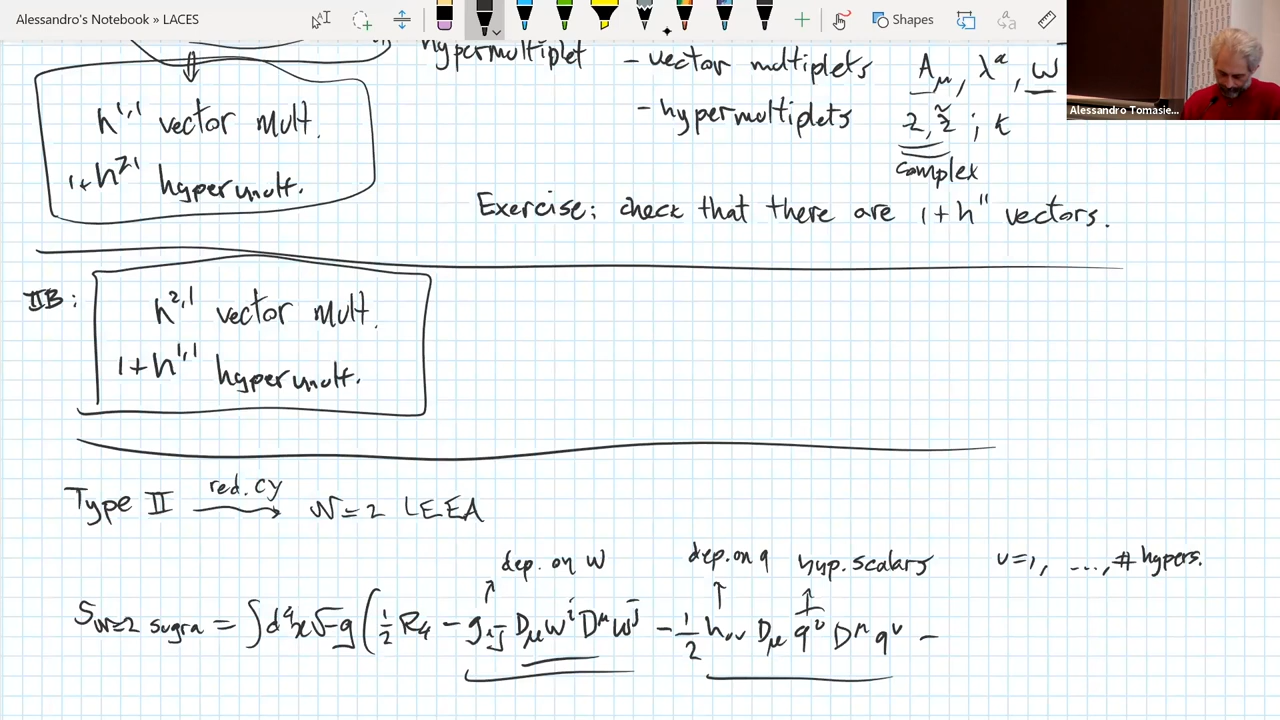 Alessandro's Notebook » LACES
Shapes
Alessandro Tomasie...
hypermultiplet
- vector multiplets A_μ, λ^a, w
- hypermultiplets z, z̃ ; t
complex
h^{1,1} vector mult.
1+h^{2,1} hypermult.
Exercise: check that there are 1+h^{11} vectors.
IIB:
h^{2,1} vector mult.
1+h^{1,1} hypermult.
Type II red. CY → N=2 LEEA
dep. on w
dep. on q
hyp. scalars
v=1, ..., # hypers.
S_{N=2 sugra} = ∫d⁴x√-g ( ½ R₄ - g_{i j̄} D_μ w^i D^μ w^{j̄} - ½ h_{uv} D_μ q^u D^μ q^v -